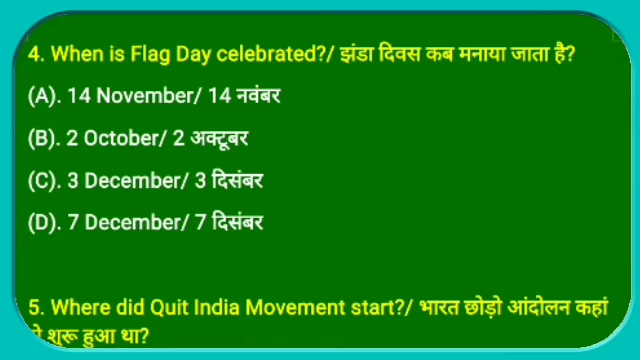 4. When is Flag Day celebrated?/ झंडा दिवस कब मनाया जाता है?
(A). 14 November/ 14 नवंबर
(B). 2 October/ 2 अक्टूबर
(C). 3 December/ 3 दिसंबर
(D). 7 December/ 7 दिसंबर
5. Where did Quit India Movement start?/ भारत छोड़ो आंदोलन कहां
शुरू हुआ था?